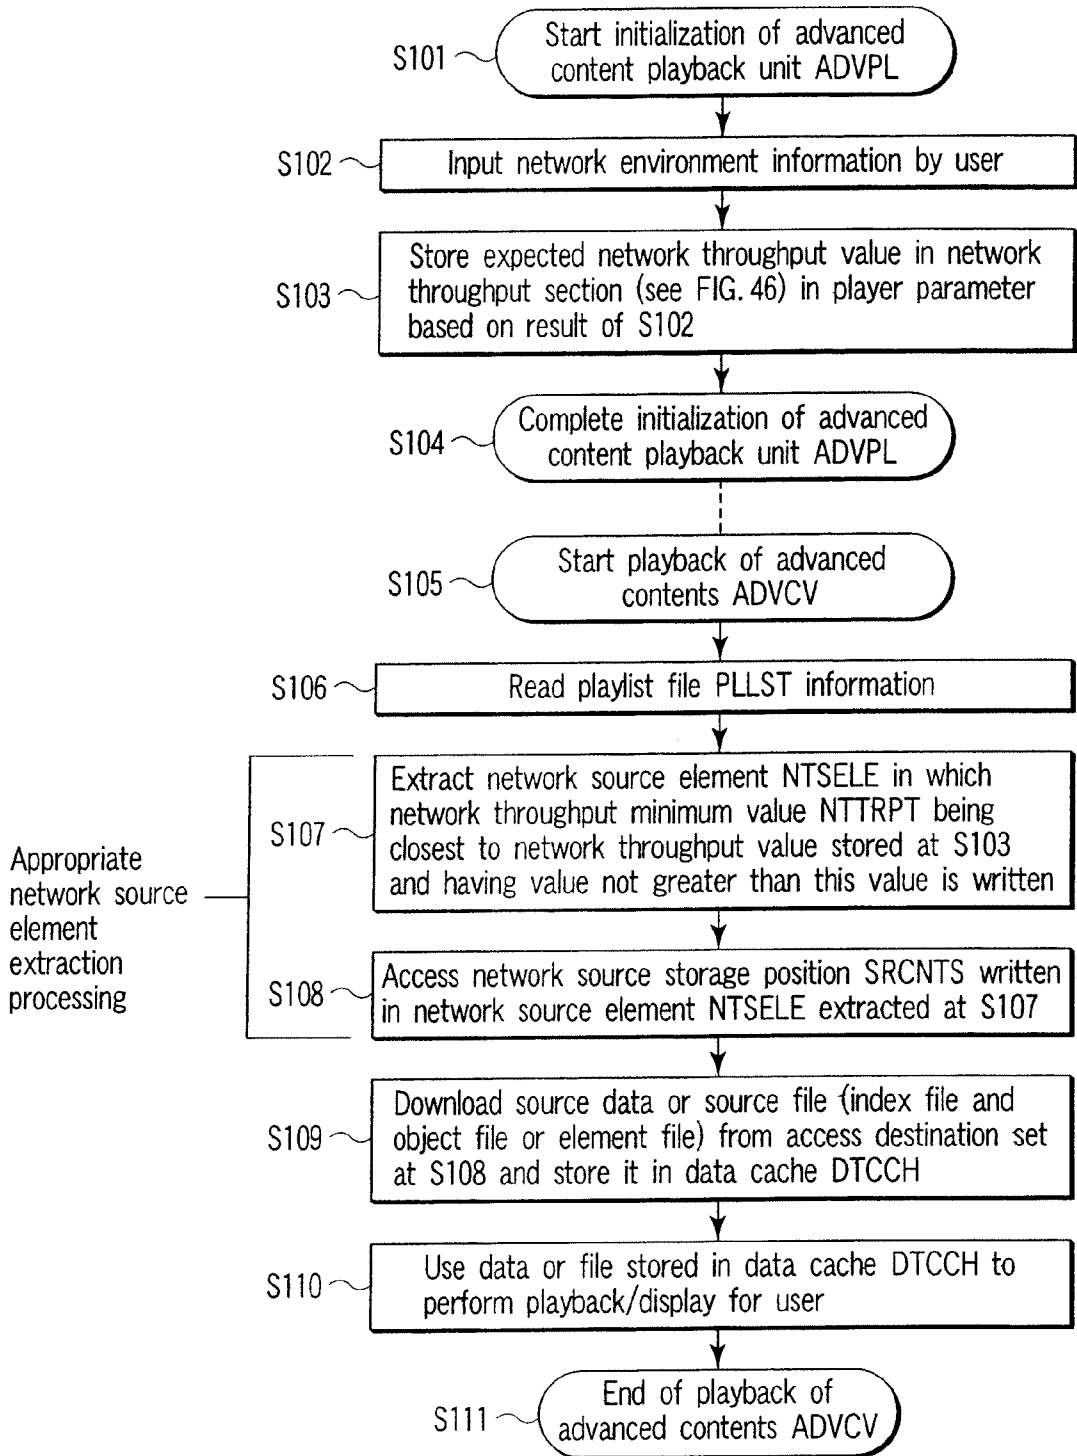 S101
Start initialization of advanced
content playback unit ADVPL
S102
Input network environment information by user
S103
Store expected network throughput value in network
throughput section (see FIG. 46) in player parameter
based on result of S102
S104
Complete initialization of advanced
content playback unit ADVPL
S105
Start playback of advanced
contents ADVCV
S106
Read playlist file PLLST information
Appropriate
network source
element
extraction
processing
S107
Extract network source element NTSELE in which
network throughput minimum value NTTRPT being
closest to network throughput value stored at S103
and having value not greater than this value is written
S108
Access network source storage position SRCNTS written
in network source element NTSELE extracted at S107
S109
Download source data or source file (index file and
object file or element file) from access destination set
at S108 and store it in data cache DTCCH
S110
Use data or file stored in data cache DTCCH to
perform playback/display for user
S111
End of playback of
advanced contents ADVCV